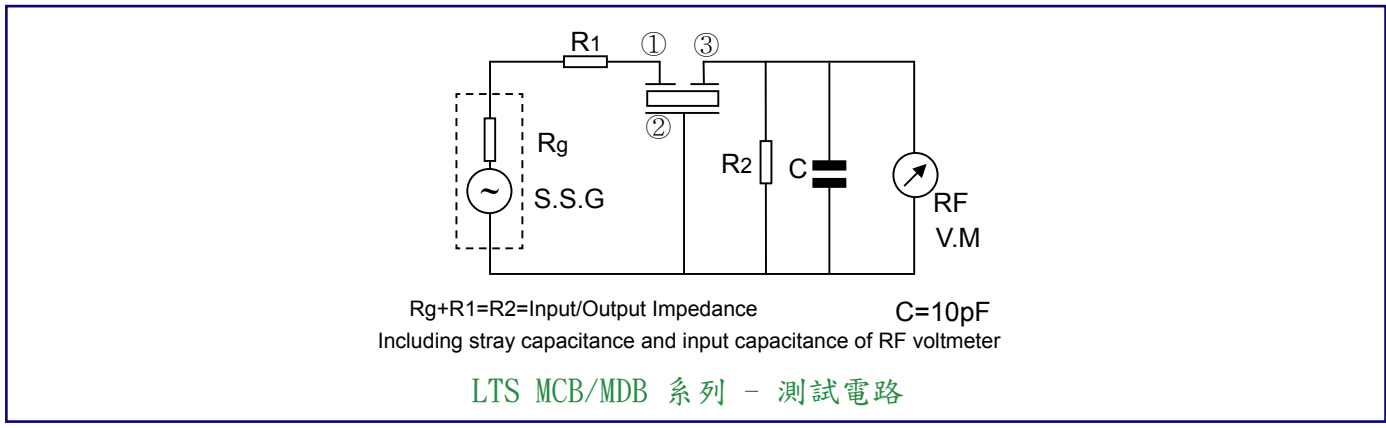 R1
①
③
②
Rg
S.S.G
R2
C
RF
V.M
Rg+R1=R2=Input/Output Impedance
C=10pF
Including stray capacitance and input capacitance of RF voltmeter
LTS MCB/MDB 系列 - 測試電路